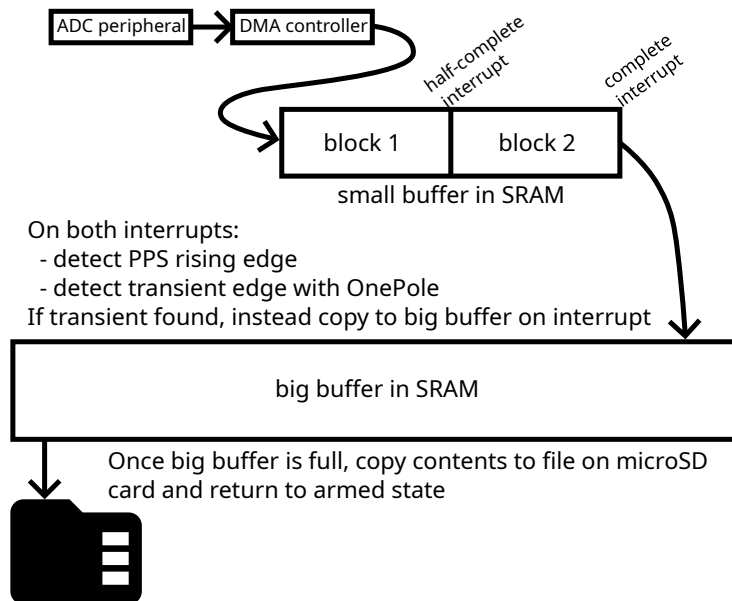 ADC peripheral
DMA controller
half-complete
interrupt
complete
interrupt
block 1
block 2
small buffer in SRAM
On both interrupts:
- detect PPS rising edge
- detect transient edge with OnePole
If transient found, instead copy to big buffer on interrupt
big buffer in SRAM
Once big buffer is full, copy contents to file on microSD
card and return to armed state